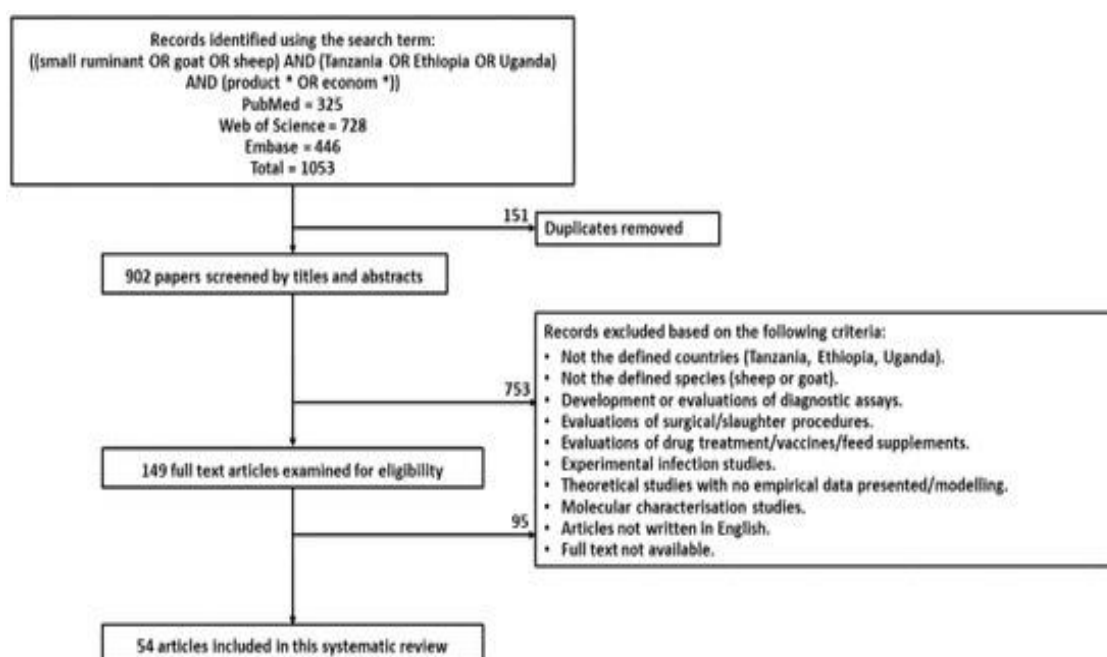 Records identified using the search term:
((small ruminant OR goat OR sheep) AND (Tanzania OR Ethiopia OR Uganda)
AND (product * OR econom *))
PubMed = 325
Web of Science = 728
Embase = 446
Total = 1053
151
Duplicates removed
902 papers screened by titles and abstracts
753
Records excluded based on the following criteria:
• Not the defined countries (Tanzania, Ethiopia, Uganda).
• Not the defined species (sheep or goat).
• Development or evaluations of diagnostic assays.
• Evaluations of surgical/slaughter procedures.
• Evaluations of drug treatment/vaccines/feed supplements.
• Experimental infection studies.
• Theoretical studies with no empirical data presented/modelling.
• Molecular characterisation studies.
• Articles not written in English.
• Full text not available.
149 full text articles examined for eligibility
95
54 articles included in this systematic review